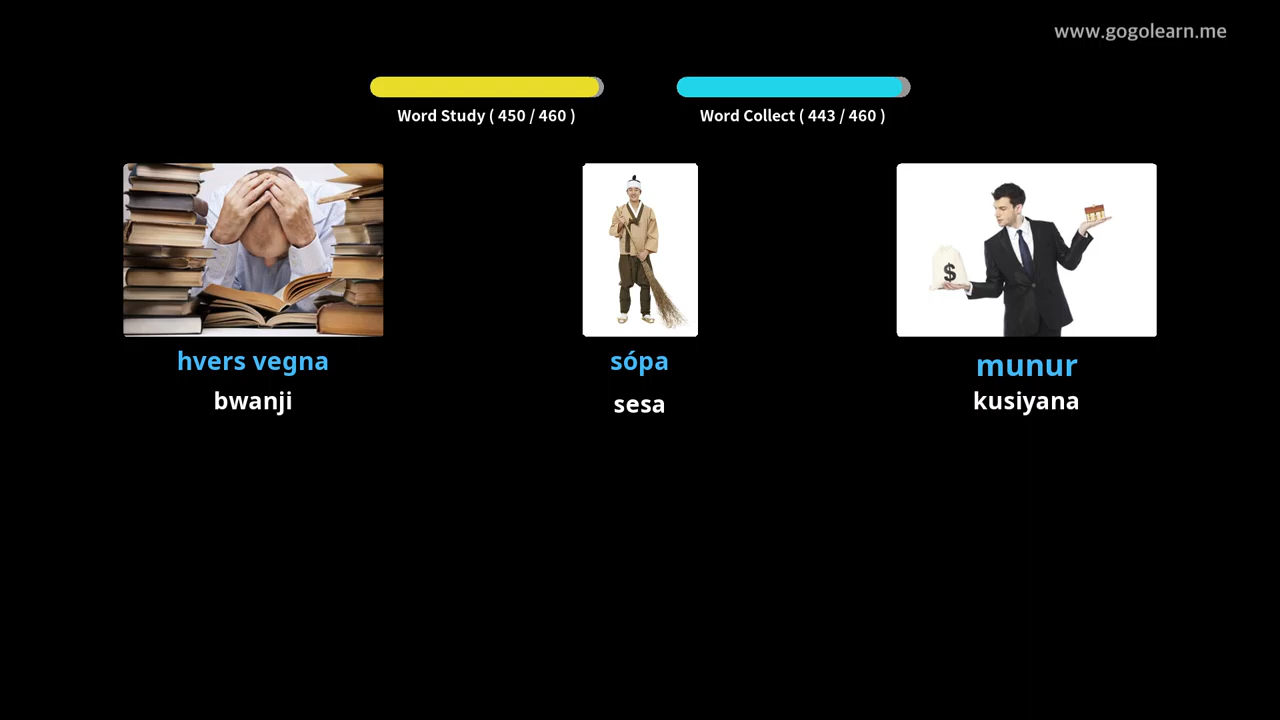 www.gogolearn.me
Word Study ( 450 / 460 )
Word Collect ( 443 / 460 )
$
$
hvers vegna
sópa
munur
bwanji
sesa
kusiyana